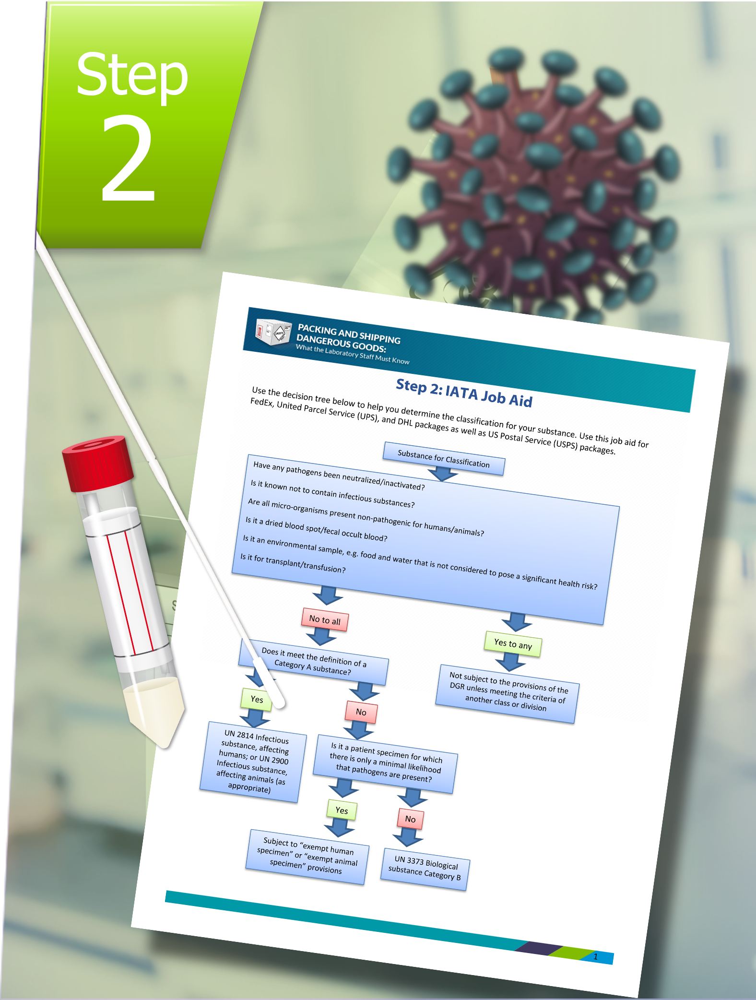 Step
2
PACKING AND SHIPPING
DANGEROUS GOODS:
What the Laboratory Staff Must Know
Step 2: IATA Job Aid
Use the decision tree below to help you determine the classification for your substance. Use this job aid for
FedEx, United Parcel Service (UPS), and DHL packages as well as US Postal Service (USPS) packages.
Substance for Classification
Have any pathogens been neutralized/inactivated?
Is it known not to contain infectious substances?
Are all micro-organisms present non-pathogenic for humans/animals?
Is it a dried blood spot/fecal occult blood?
Is it an environmental sample, e.g. food and water that is not considered to pose a significant health risk?
Is it for transplant/transfusion?
No to all
Yes to any
Does it meet the definition of a
Category A substance?
Not subject to the provisions of the
DGR unless meeting the criteria of
another class or division
Yes
No
UN 2814 Infectious
substance, affecting
humans; or UN 2900
Infectious substance,
affecting animals (as
appropriate)
Is it a patient specimen for which
there is only a minimal likelihood
that pathogens are present?
Yes
No
Subject to “exempt human
specimen” or “exempt animal
specimen” provisions
UN 3373 Biological
substance Category B
1